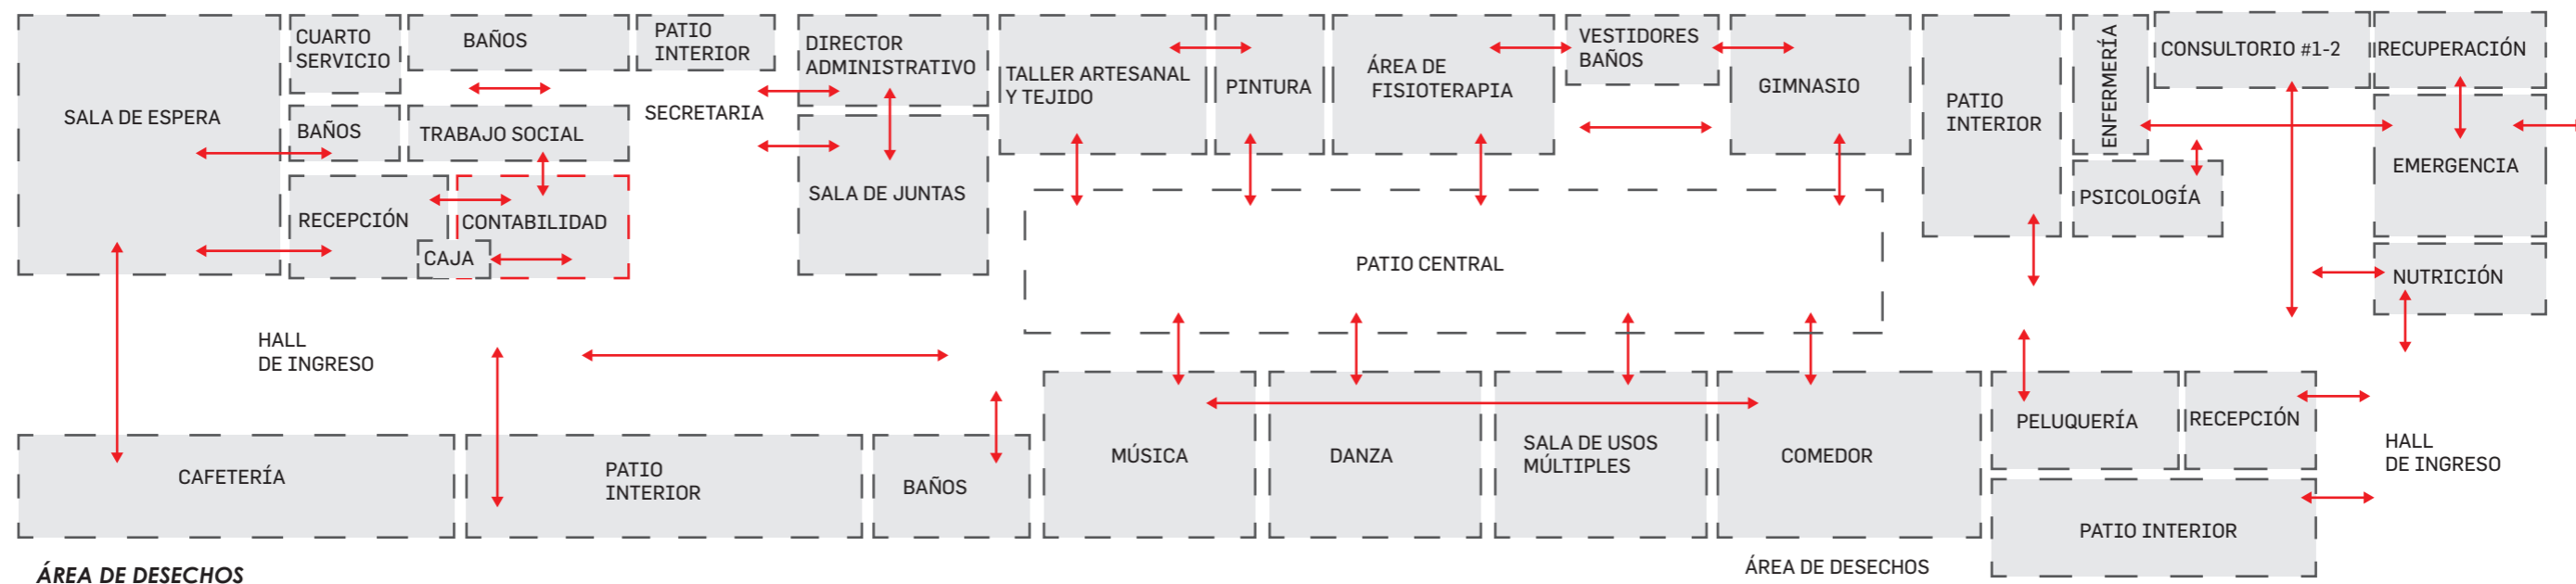 CUARTO
SERVICIO
BAÑOS
PATIO
INTERIOR
DIRECTOR
ADMINISTRATIVO
TALLER ARTESANAL
Y TEJIDO
PINTURA
ÁREA DE
FISIOTERAPIA
VESTIDORES
BAÑOS
GIMNASIO
PATIO
INTERIOR
ENFERMERÍA
CONSULTORIO #1-2
RECUPERACIÓN
SALA DE ESPERA
BAÑOS
TRABAJO SOCIAL
SECRETARIA
SALA DE JUNTAS
PSICOLOGÍA
EMERGENCIA
RECEPCIÓN
CONTABILIDAD
CAJA
PATIO CENTRAL
NUTRICIÓN
HALL
DE INGRESO
CAFETERÍA
PATIO
INTERIOR
BAÑOS
MÚSICA
DANZA
SALA DE USOS
MÚLTIPLES
COMEDOR
PELUQUERÍA
RECEPCIÓN
HALL
DE INGRESO
PATIO INTERIOR
ÁREA DE DESECHOS
ÁREA DE DESECHOS